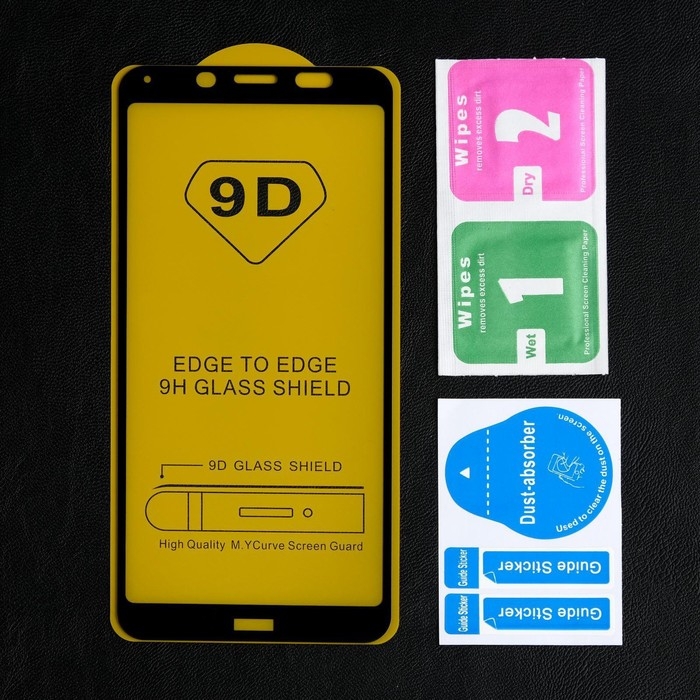 9D
EDGE TO EDGE
9H GLASS SHIELD
9D GLASS SHIELD
High Quality M.YCurve Screen Guard
Wipes
removes excess dirt
2
Dry
Professional Screen Cleaning Paper
Wipes
removes excess dirt
1
Wet
Professional Screen Cleaning Paper
Dust-absorber
Used to clear the dust on the screen.
Guide Sticker
Guide Sticker
Guide Sticker
Guide Sticker